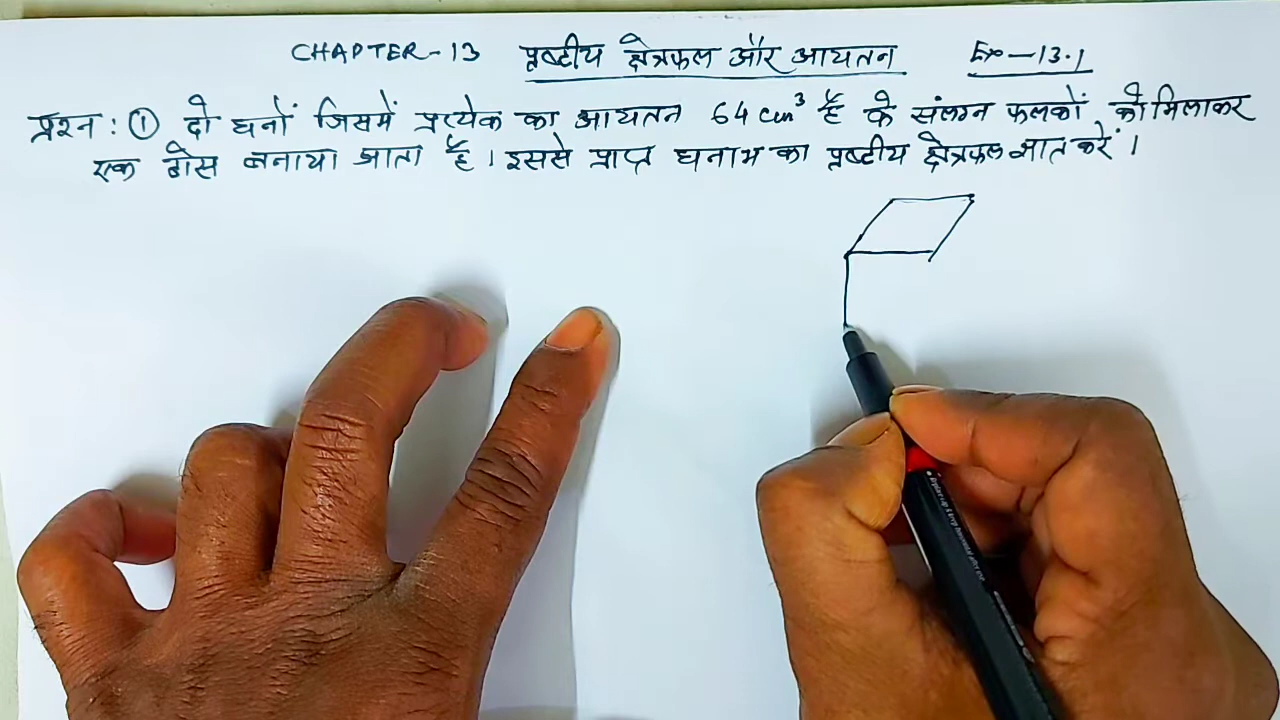 CHAPTER-13 पृष्ठीय क्षेत्रफल और आयतन Ex-13.1
प्रश्न: ① दो घनों जिसमें प्रत्येक का आयतन 64 cm³ है के संलग्न फलकों को मिलाकर
एक ठोस बनाया जाता है। इससे प्राप्त घनाभ का पृष्ठीय क्षेत्रफल ज्ञात करें।